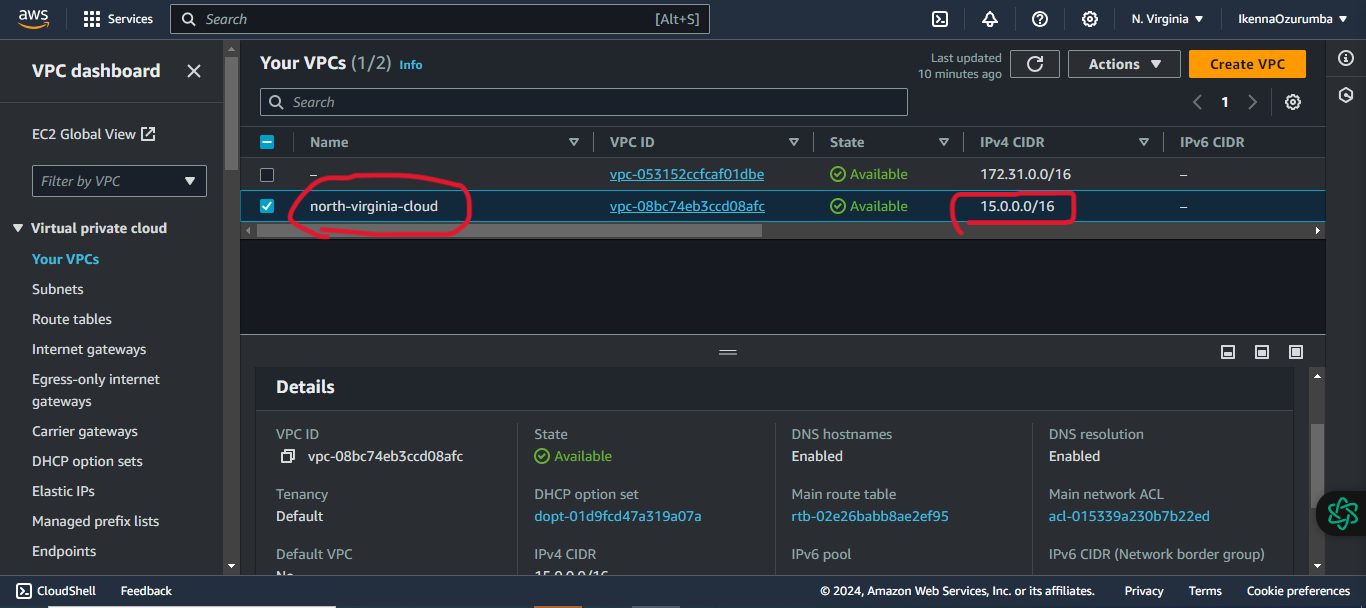 aws
Services
Search [Alt+S]
N. Virginia
IkennaOzurumba
VPC dashboard
EC2 Global View
Filter by VPC
Virtual private cloud
Your VPCs
Subnets
Route tables
Internet gateways
Egress-only internet
gateways
Carrier gateways
DHCP option sets
Elastic IPs
Managed prefix lists
Endpoints
Your VPCs (1/2) Info
Last updated
10 minutes ago
Actions
Create VPC
Search
1
Name VPC ID State IPv4 CIDR IPv6 CIDR
– vpc-053152ccfcaf01dbe Available 172.31.0.0/16 –
north-virginia-cloud vpc-08bc74eb3ccd08afc Available 15.0.0.0/16 –
Details
VPC ID
vpc-08bc74eb3ccd08afc
State
Available
DNS hostnames
Enabled
DNS resolution
Enabled
Tenancy
Default
DHCP option set
dopt-01d9fcd47a319a07a
Main route table
rtb-02e26babb8ae2ef95
Main network ACL
acl-015339a230b7b22ed
Default VPC
No
IPv4 CIDR
15.0.0.0/16
IPv6 pool
IPv6 CIDR (Network border group)
CloudShell
Feedback
© 2024, Amazon Web Services, Inc. or its affiliates.
Privacy
Terms
Cookie preferences